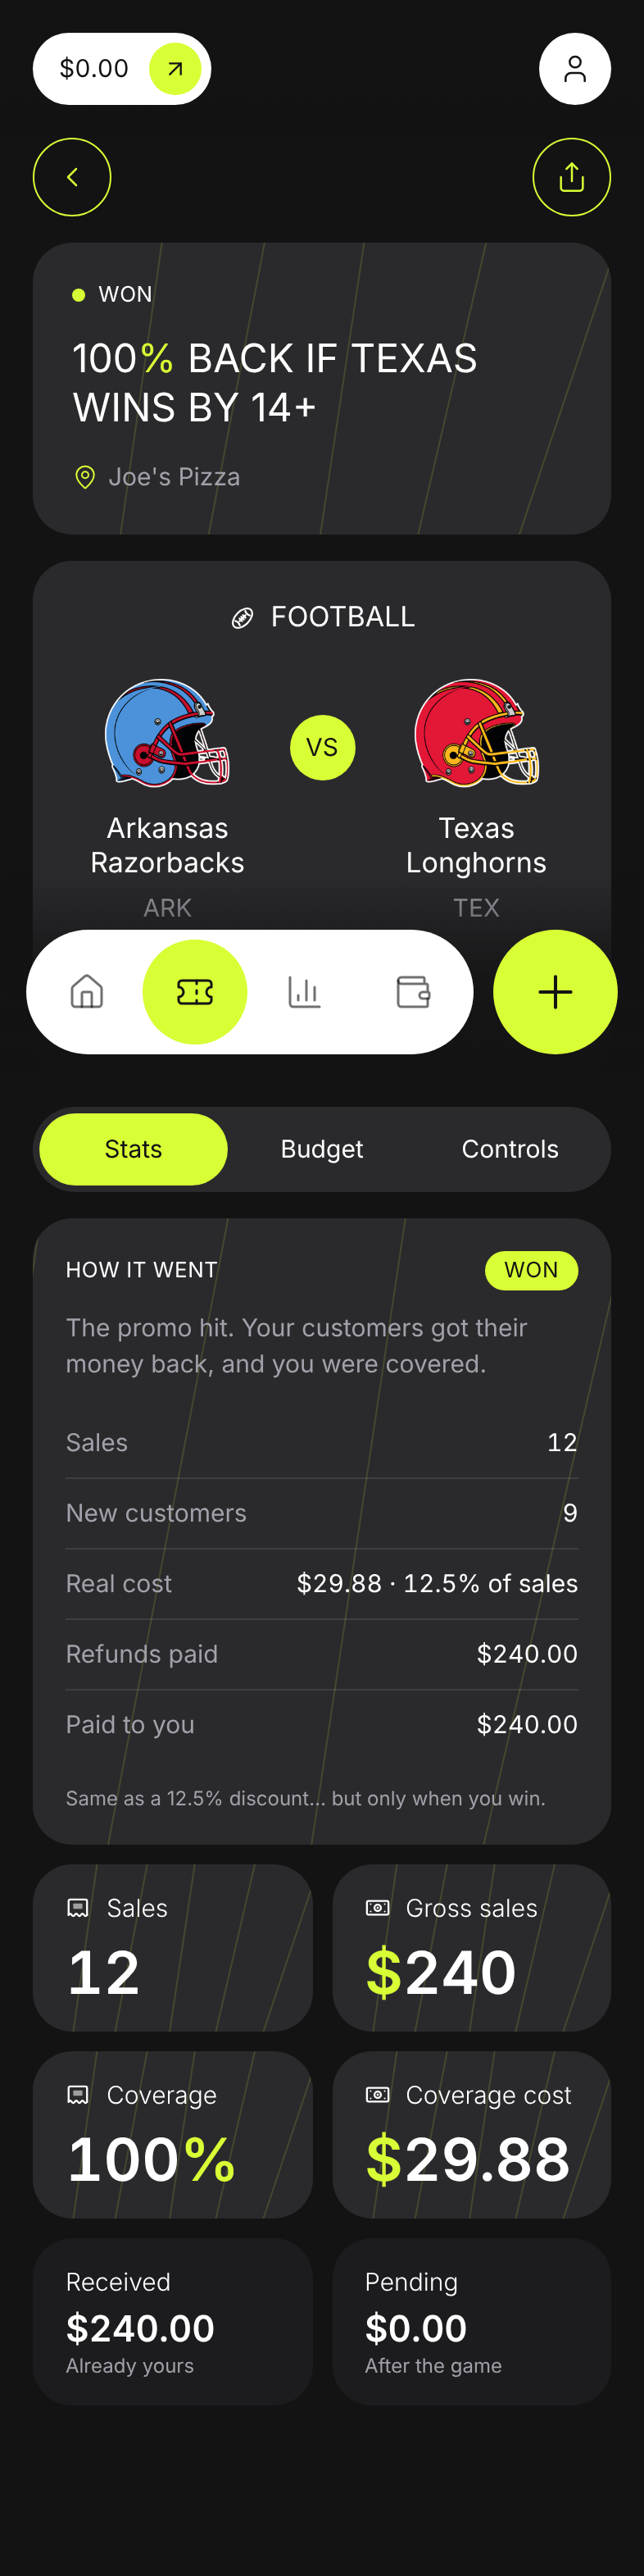 $0.00
WON
100% BACK IF TEXAS
WINS BY 14+
Joe's Pizza
FOOTBALL
VS
Arkansas
Razorbacks
ARK
Texas
Longhorns
TEX
Stats
Budget
Controls
HOW IT WENT
WON
The promo hit. Your customers got their
money back, and you were covered.
Sales
12
New customers
9
Real cost
$29.88 · 12.5% of sales
Refunds paid
$240.00
Paid to you
$240.00
Same as a 12.5% discount... but only when you win.
Sales
12
Gross sales
$240
Coverage
100%
Coverage cost
$29.88
Received
$240.00
Already yours
Pending
$0.00
After the game